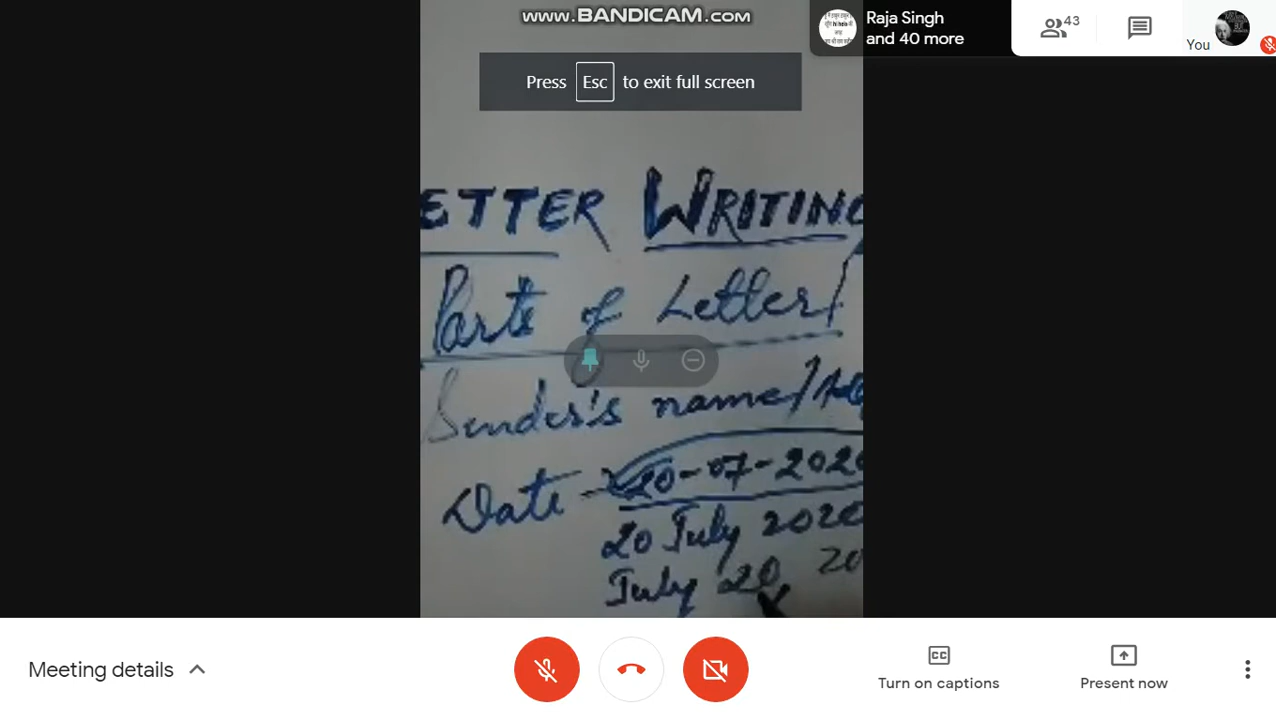 www.BANDICAM.com
Raja Singh
and 40 more
43
You
Press Esc to exit full screen
ETTER WRITING
Parts of Letter/
Sender's name/
Date → 20-07-2020
20 July 2020
July 20 20
Meeting details
Turn on captions
Present now